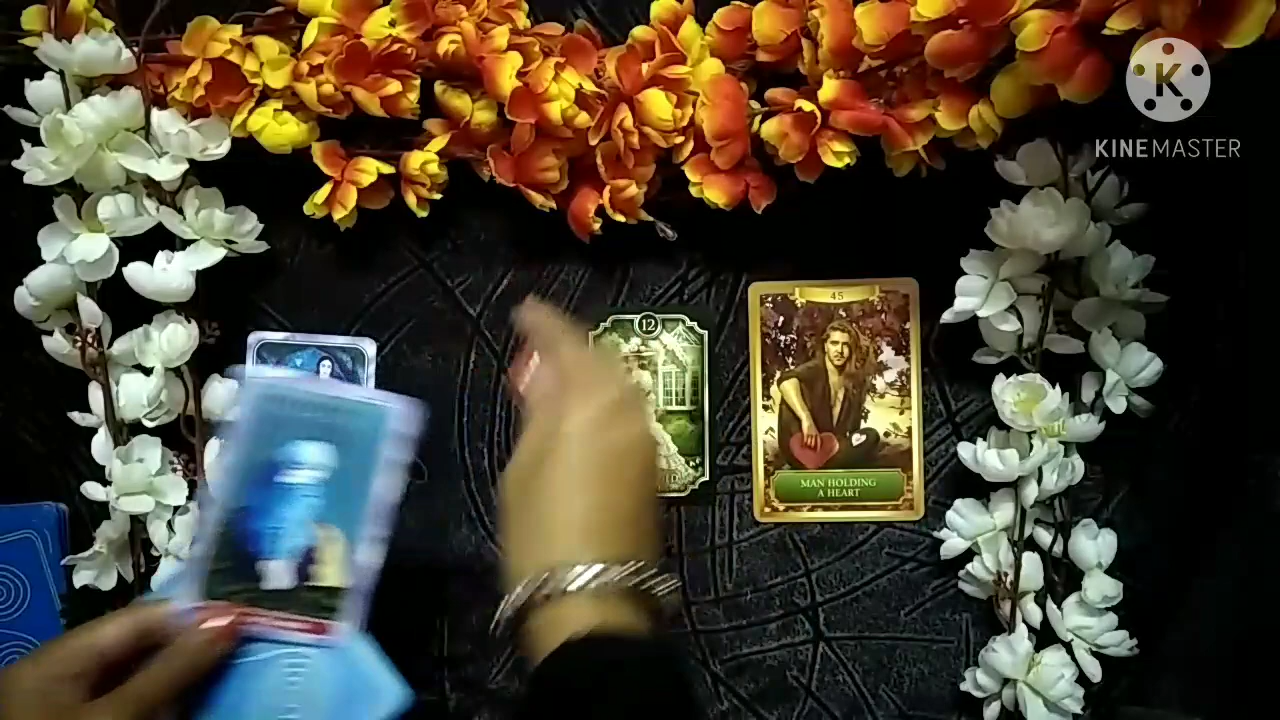 KINEMASTER
45
12
MAN HOLDING
A HEART